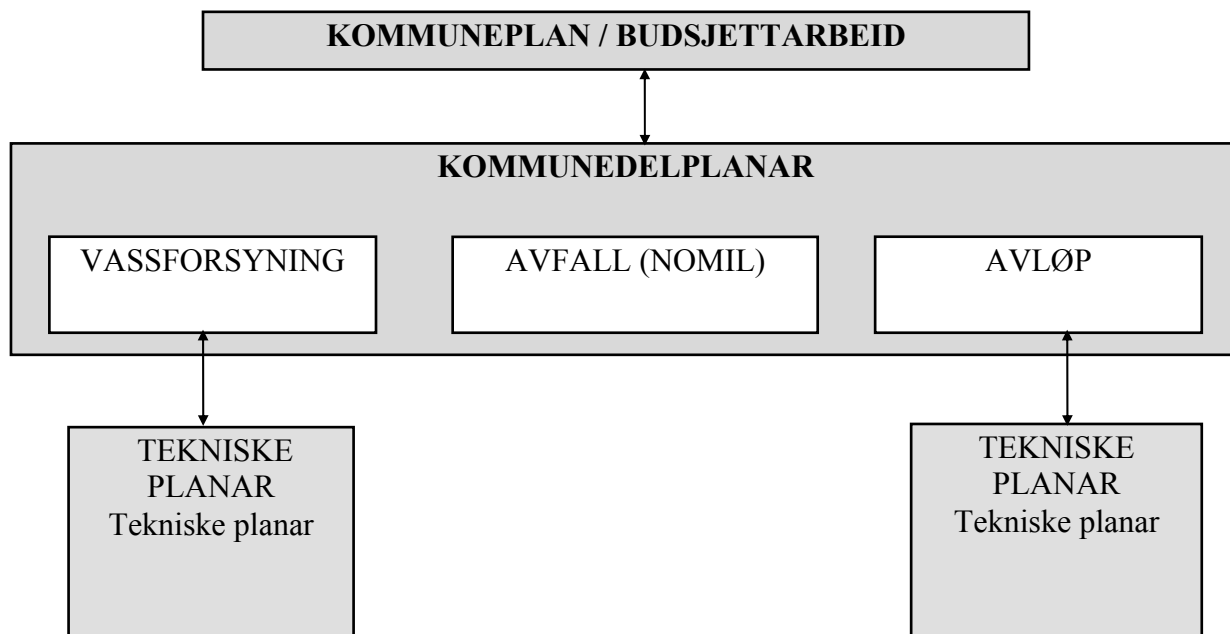 KOMMUNEPLAN / BUDSJETTARBEID
KOMMUNEDELPLANAR
VASSFORSYNING
AVFALL (NOMIL)
AVLØP
TEKNISKE
PLANAR
Tekniske planar
TEKNISKE
PLANAR
Tekniske planar